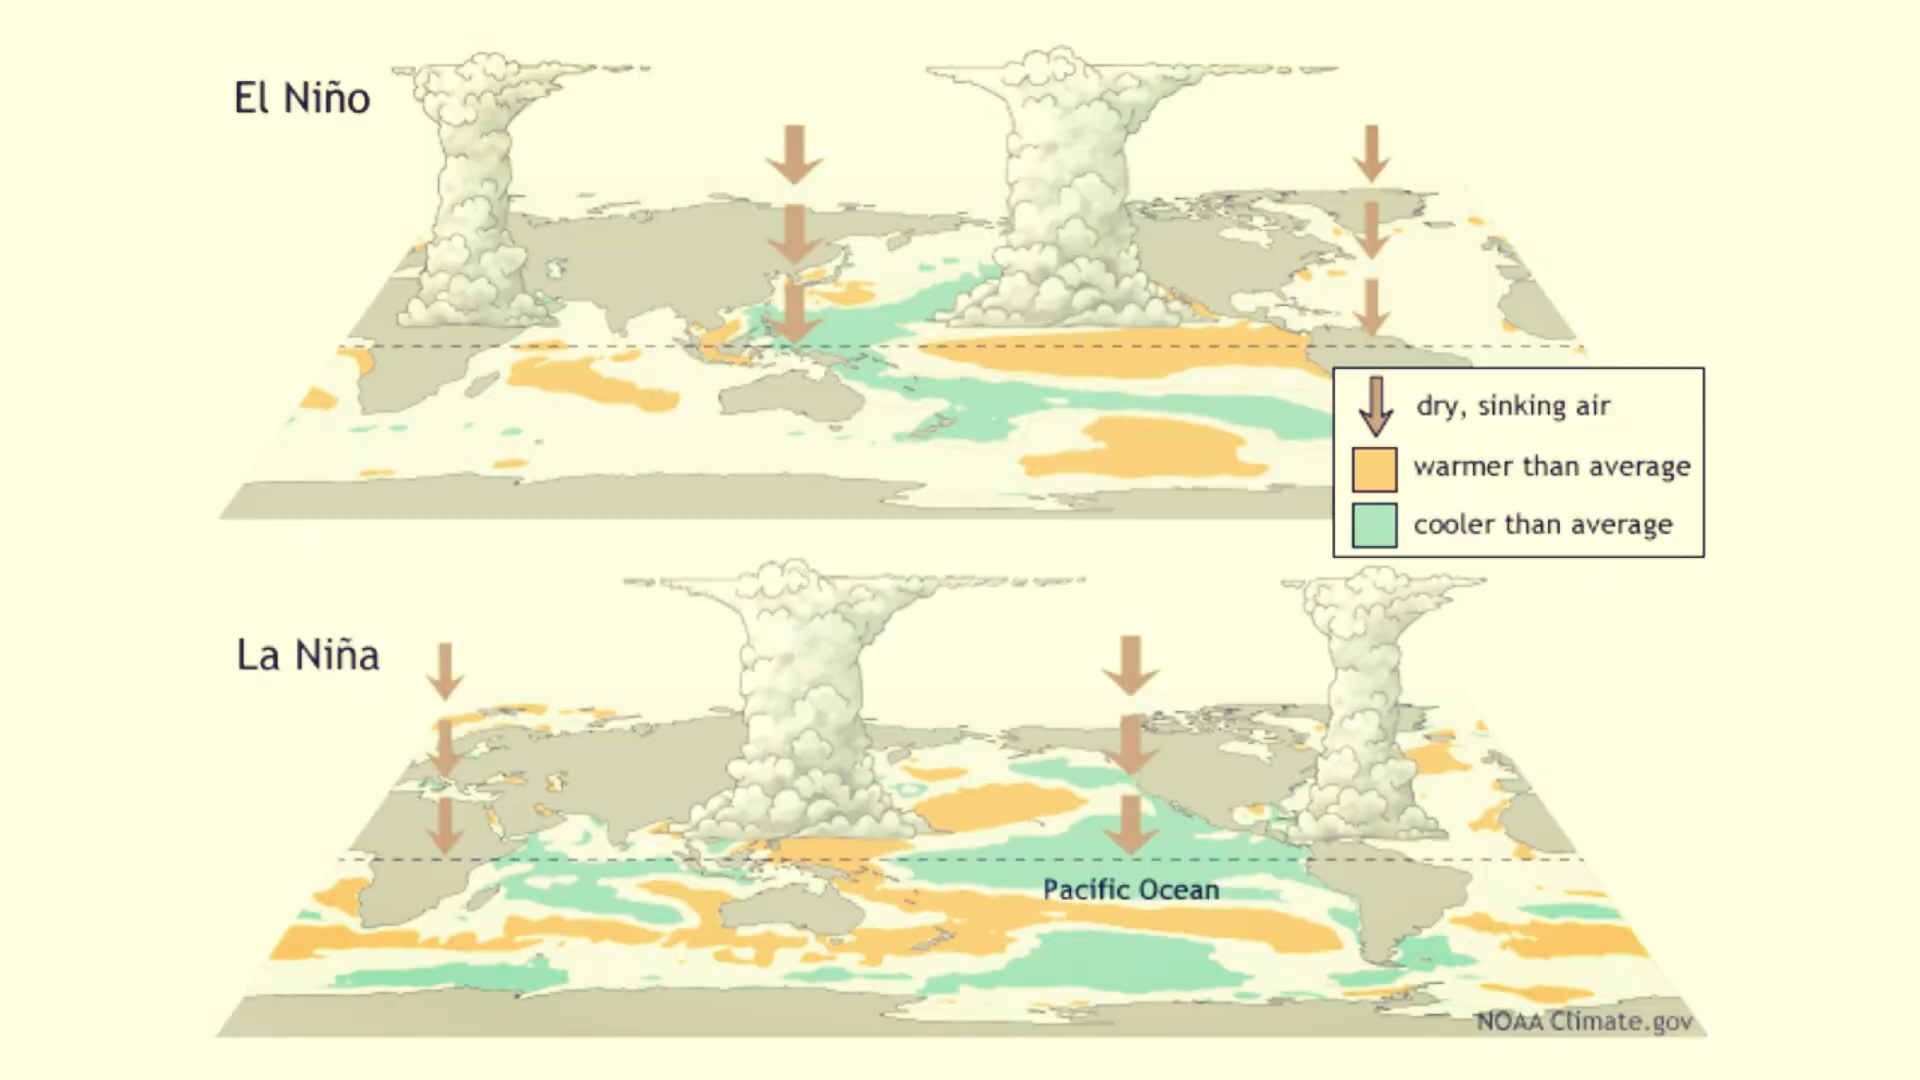 El Niño
dry, sinking air
warmer than average
cooler than average
La Niña
Pacific Ocean
NOAA Climate.gov